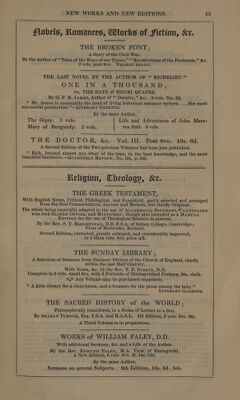 NEW WORKS AND NEW EDITIONS. 13
Novels, Romances, Works of Fiction, &c.
THE BROKEN FONT;
A Story of the Civil War.
By the Author of "Tales of the Wars of our Times," "Recollections of the Peninsula," &c.
2 vols. post 8vo. NEARLY READY.
THE LAST NOVEL BY THE AUTHOR OF "RICHELIEU."
ONE IN A THOUSAND;
OR, THE DAYS OF HENRI QUATRE.
By G. P. R. JAMES, Author of "Darnley," &c. 3 vols. 31s. 6d.
"Mr. James is assuredly the head of living historical romance writers . . . His most
successful production."—LITERARY GAZETTE.
By the same Author,
The Gipsy. 3 vols.
Mary of Burgundy. 3 vols.
Life and Adventures of John Mars-
ton Hall. 3 vols.
THE DOCTOR, &c. Vol. III. Post 8vo. 10s. 6d.
A Second Edition of the Two previous Volumes has been just published.
" Rich, beyond almost any other of the time, in the best knowledge, and the most
beautiful literature.—QUARTERLY REVIEW, No. 101, p. 505.
Religion, Theology, &c.
THE GREEK TESTAMENT,
With English Notes, Critical, Philological, and Exegetical, partly selected and arranged
from the best Commentators, Ancient and Modern, but chiefly Original.
The whole being especially adapted to the use of ACADEMICAL STUDENTS, CANDIDATES
FOR THE SACRED OFFICE, and MINISTERS: though also intended as a MANUAL
EDITION for the use of Theological Readers in general.
By the Rev. S. T. BLOOMFIELD, D.D. F.S.A. of Sidney College, Cambridge;
Vicar of Bisbrooke, Rutland.
Second Edition, corrected, greatly enlarged, and considerably improved,
in 2 thick vols. 8vo. price £2.
THE SUNDAY LIBRARY;
A Selection of Sermons from Eminent Divines of the Church of England, chiefly
within the last Half Century.
With Notes, &c. by the Rev. T. F. DIBDIN, D.D.
Complete in 6 vols. small 8vo. with 6 Portraits of Distinguished Divines, 30s. cloth.
*** The Volumes separate, 5s. each.
"A little library for a churchman, and a treasure for the pious among the laity."
LITERARY GAZETTE.
THE SACRED HISTORY of the WORLD;
Philosophically considered, in a Series of Letters to a Son.
By SHARON TURNER, Esq. F.S.A. and R.A.S.L. 5th Edition, 2 vols. 8vo. 28s.
A Third Volume is in preparation.
WORKS of WILLIAM PALEY, D.D.
With additional Sermons, &c. and a Life of the Author.
By the Rev. EDMUND PALEY, M.A. Vicar of Easingwold.
A New Edition, 6 vols. 8vo. 2l. 14s. bds.
By the same Author,
Sermons on several Subjects. 8th Edition, 10s. 6d. bds.